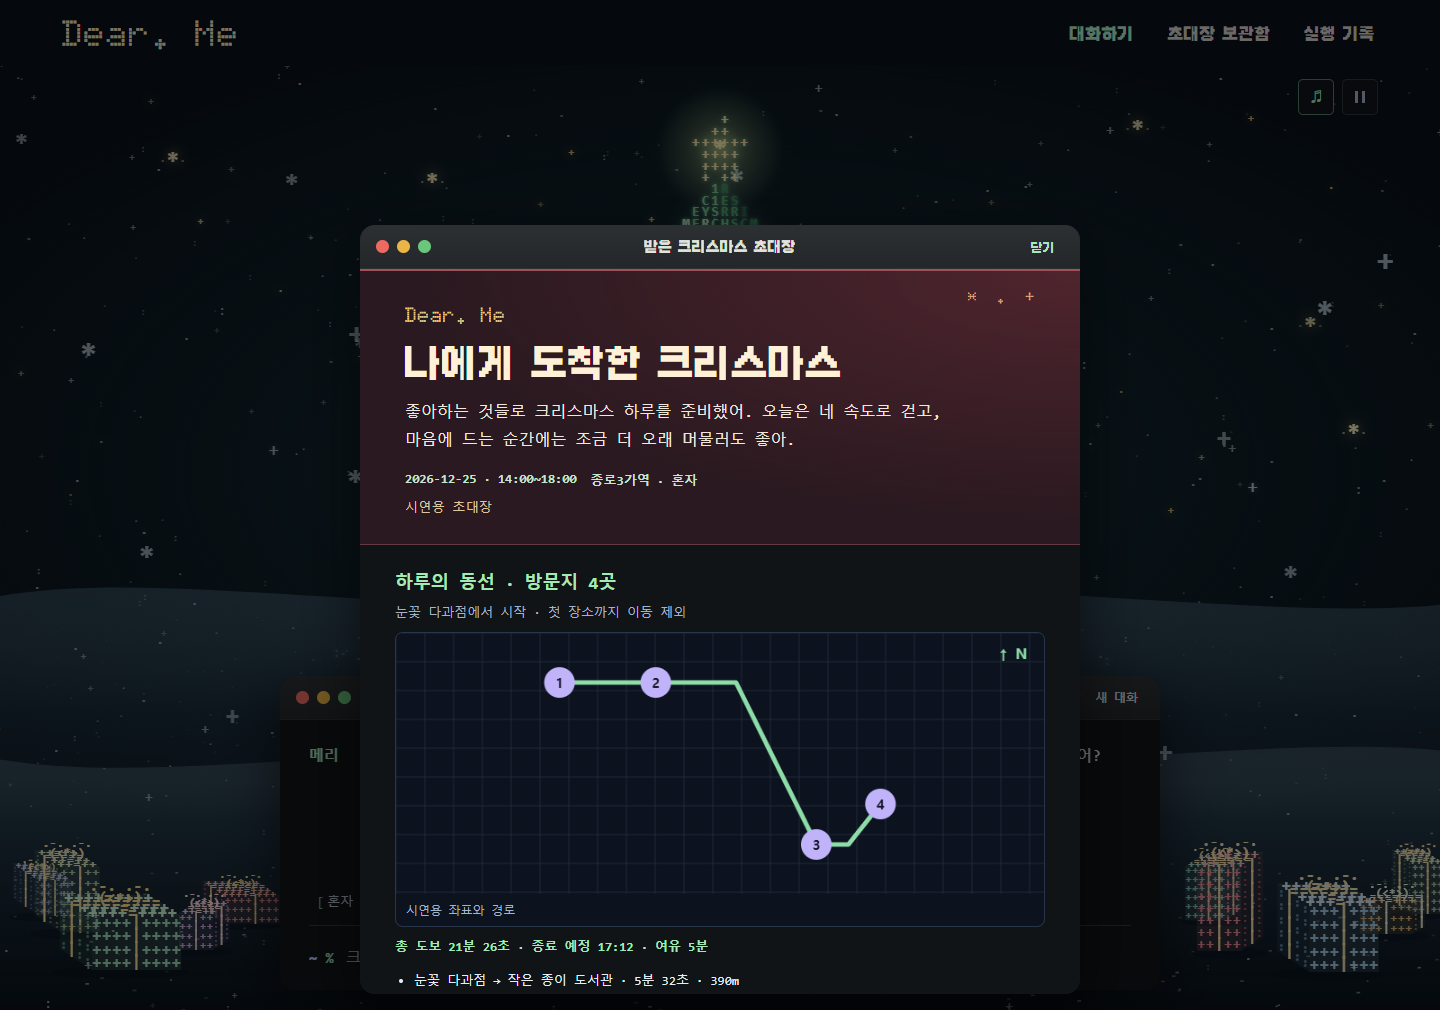 Dear, Me
대화하기
초대장 보관함
실행 기록
받은 크리스마스 초대장
닫기
Dear, Me
나에게 도착한 크리스마스
좋아하는 것들로 크리스마스 하루를 준비했어. 오늘은 네 속도로 걷고,
마음에 드는 순간에는 조금 더 오래 머물러도 좋아.
2026-12-25 · 14:00~18:00 종로3가역 · 혼자
시연용 초대장
하루의 동선 · 방문지 4곳
눈꽃 다과점에서 시작 · 첫 장소까지 이동 제외
↑ N
1
2
3
4
시연용 좌표와 경로
총 도보 21분 26초 · 종료 예정 17:12 · 여유 5분
• 눈꽃 다과점 → 작은 종이 도서관 · 5분 32초 · 390m
새 대화
메리
어?
[ 혼자
~ % 크